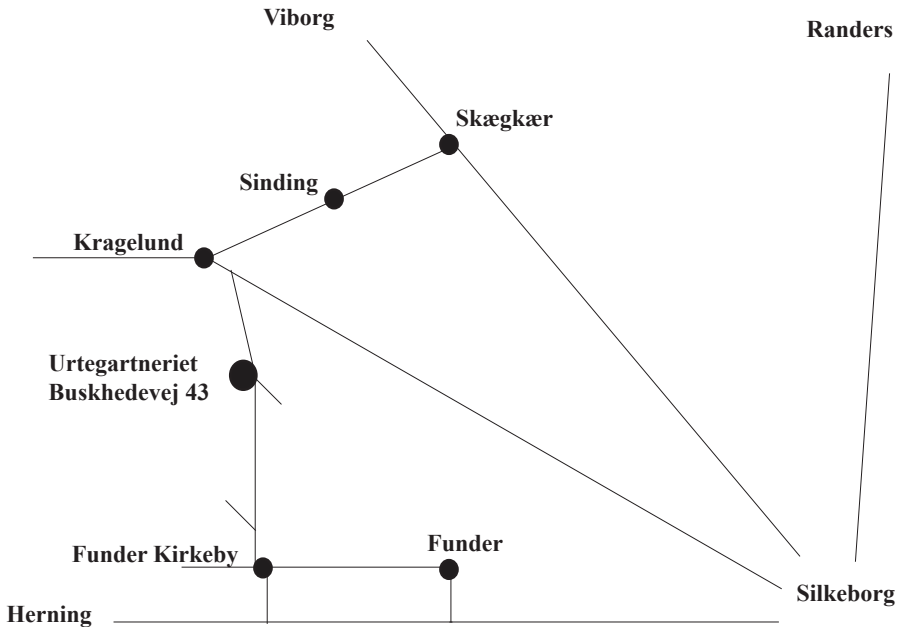 Viborg
Randers
Skægkær
Sinding
Kragelund
Urtegartneriet
Buskhedevej 43
Funder Kirkeby
Funder
Silkeborg
Herning